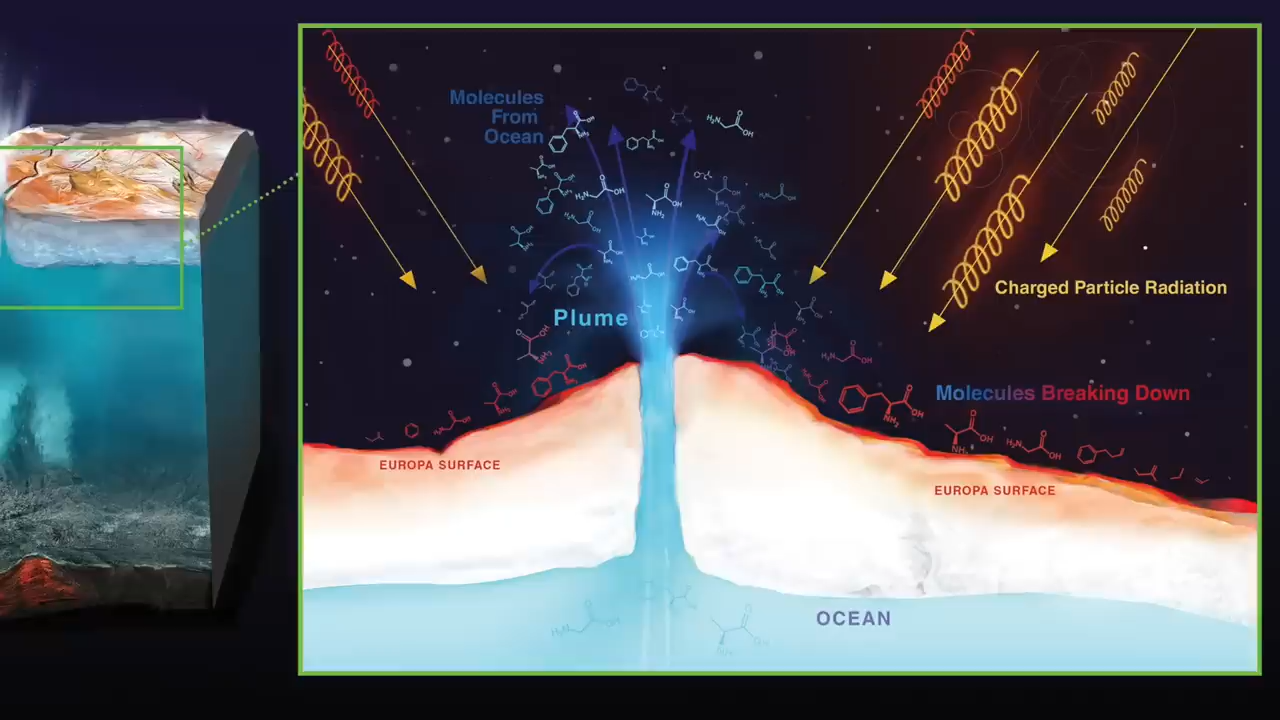 Molecules
From
Ocean
Plume
Charged Particle Radiation
Molecules Breaking Down
EUROPA SURFACE
EUROPA SURFACE
OCEAN